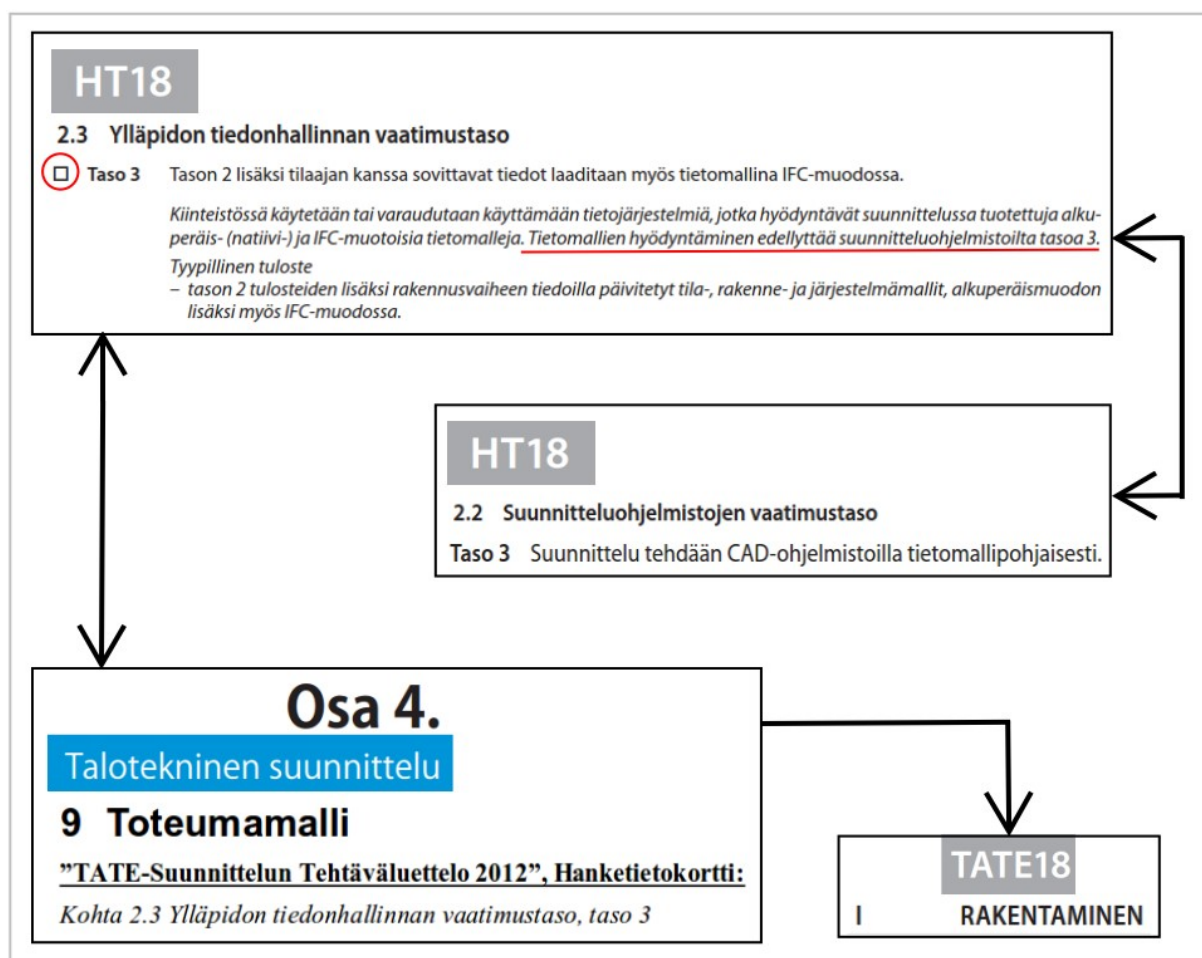 HT18
2.3 Ylläpidon tiedonhallinnan vaatimustaso
☐ Taso 3 Tason 2 lisäksi tilaajan kanssa sovittavat tiedot laaditaan myös tietomallina IFC-muodossa.
Kiinteistössä käytetään tai varaudutaan käyttämään tietojärjestelmiä, jotka hyödyntävät suunnittelussa tuotettuja alku-
peräis- (natiivi-) ja IFC-muotoisia tietomalleja. Tietomallien hyödyntäminen edellyttää suunnitteluohjelmistoilta tasoa 3.
Tyypillinen tuloste
– tason 2 tulosteiden lisäksi rakennusvaiheen tiedoilla päivitetyt tila-, rakenne- ja järjestelmämallit, alkuperäismuodon
lisäksi myös IFC-muodossa.
HT18
2.2 Suunnitteluohjelmistojen vaatimustaso
Taso 3 Suunnittelu tehdään CAD-ohjelmistoilla tietomallipohjaisesti.
Osa 4.
Talotekninen suunnittelu
9 Toteumamalli
”TATE-Suunnittelun Tehtäväluettelo 2012”, Hanketietokortti:
Kohta 2.3 Ylläpidon tiedonhallinnan vaatimustaso, taso 3
TATE18
I RAKENTAMINEN